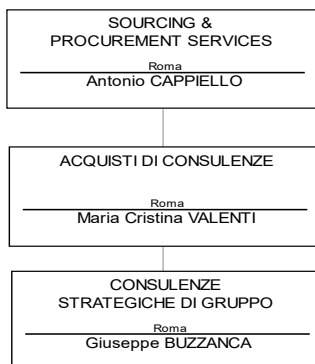 SOURCING &
PROCUREMENT SERVICES
Roma
Antonio CAPPIELLO
ACQUISTI DI CONSULENZE
Roma
Maria Cristina VALENTI
CONSULENZE
STRATEGICHE DI GRUPPO
Roma
Giuseppe BUZZANCA